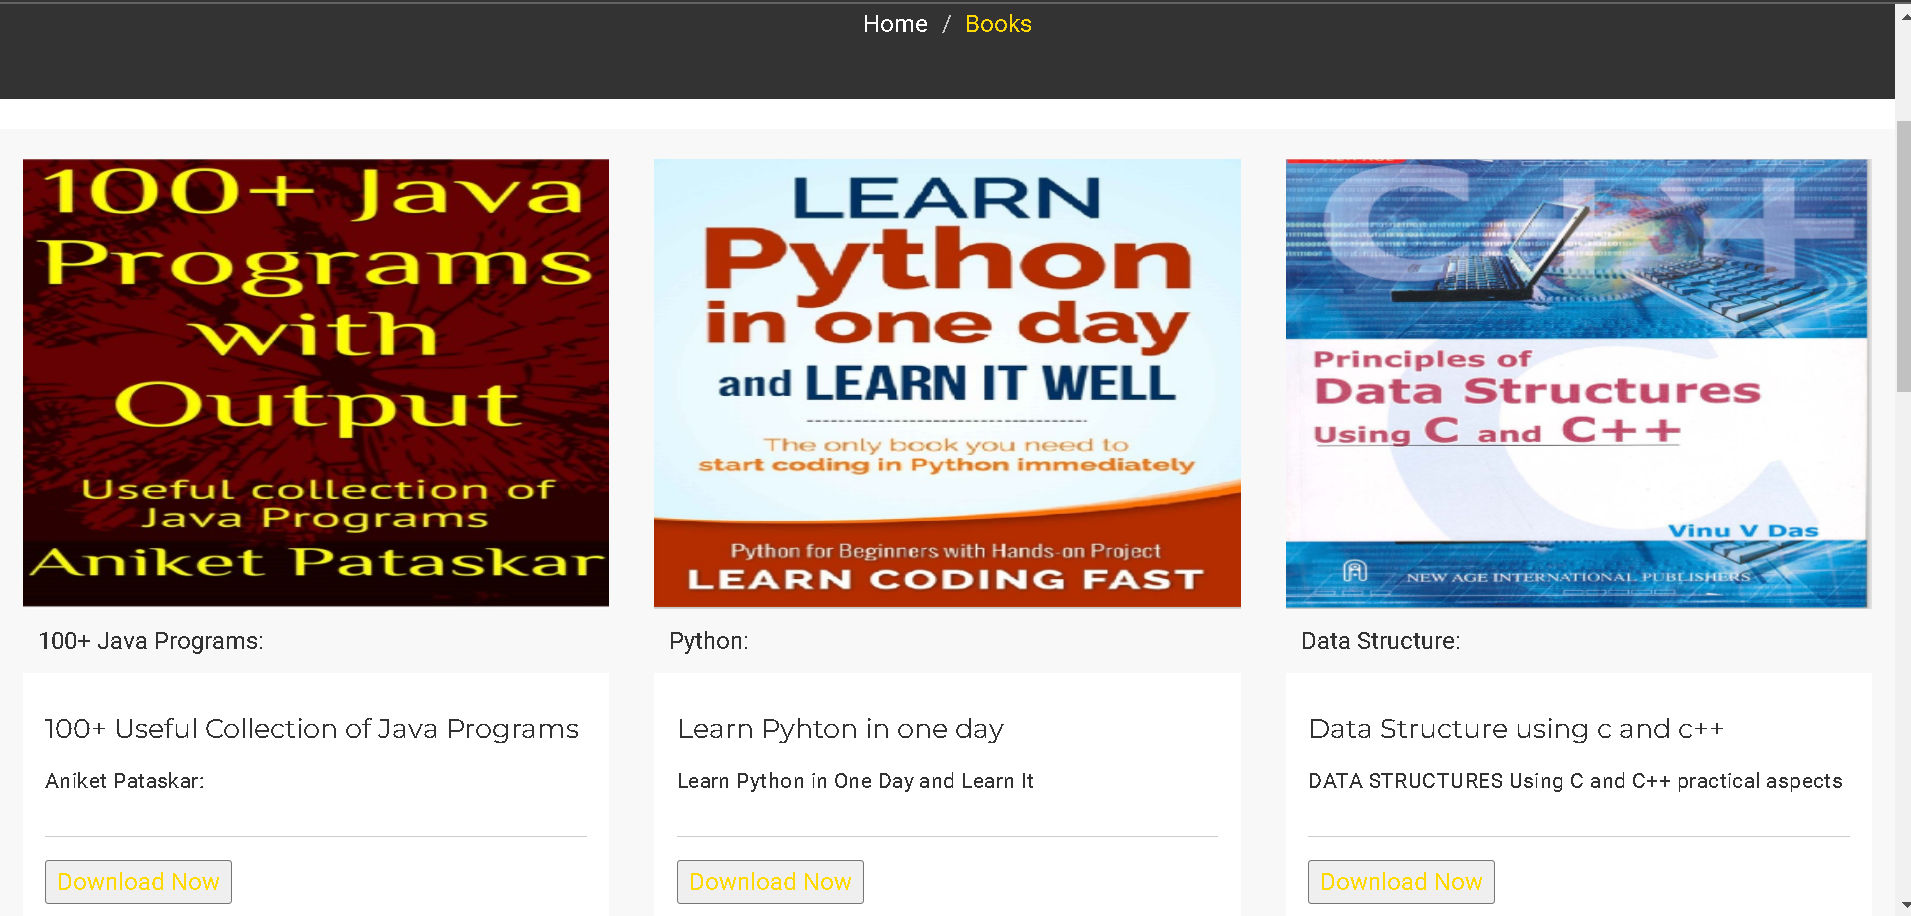 Home / Books
100+ Java
Programs
with
Output
Useful collection of
Java Programs
Aniket Pataskar
LEARN
Python
in one day
and LEARN IT WELL
The only book you need to
start coding in Python immediately
Python for Beginners with Hands-on Project
LEARN CODING FAST
C++
Principles of
Data Structures
Using C and C++
Vinu V Das
NEW AGE INTERNATIONAL PUBLISHERS
100+ Java Programs:
Python:
Data Structure:
100+ Useful Collection of Java Programs
Aniket Pataskar:
Download Now
Learn Pyhton in one day
Learn Python in One Day and Learn It
Download Now
Data Structure using c and c++
DATA STRUCTURES Using C and C++ practical aspects
Download Now